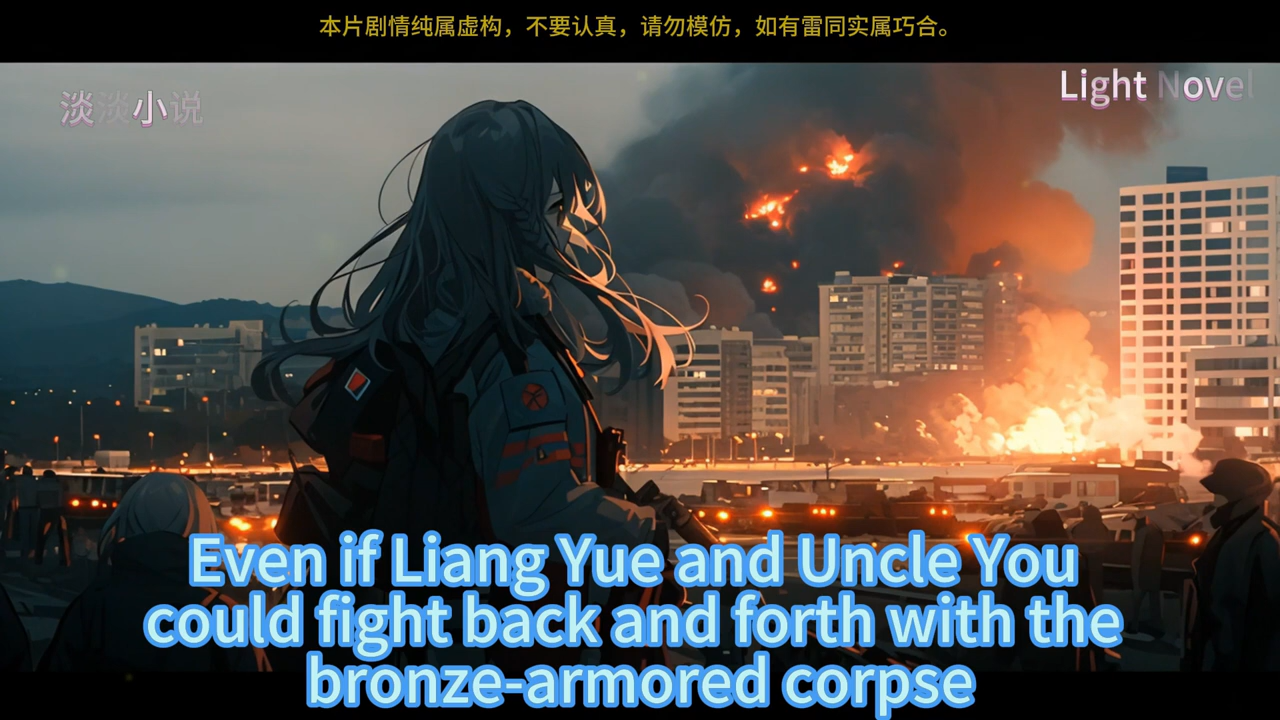 本片剧情纯属虚构，不要认真，请勿模仿，如有雷同实属巧合。
淡淡小说
Light Novel
Even if Liang Yue and Uncle You
could fight back and forth with the
bronze-armored corpse